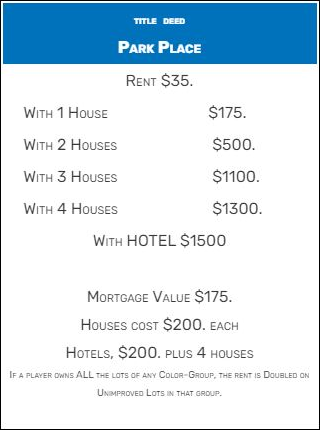 TITLE DEED
PARK PLACE
RENT $35.
WITH 1 HOUSE $175.
WITH 2 HOUSES $500.
WITH 3 HOUSES $1100.
WITH 4 HOUSES $1300.
WITH HOTEL $1500
MORTGAGE VALUE $175.
HOUSES COST $200. EACH
HOTELS, $200. PLUS 4 HOUSES
IF A PLAYER OWNS ALL THE LOTS OF ANY COLOR-GROUP, THE RENT IS DOUBLED ON
UNIMPROVED LOTS IN THAT GROUP.